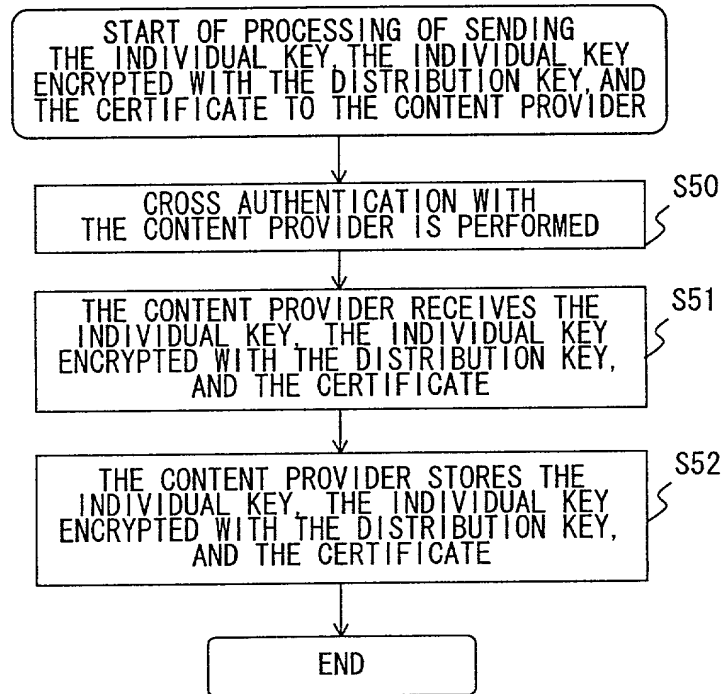 START OF PROCESSING OF SENDING
THE INDIVIDUAL KEY, THE INDIVIDUAL KEY
ENCRYPTED WITH THE DISTRIBUTION KEY, AND
THE CERTIFICATE TO THE CONTENT PROVIDER
CROSS AUTHENTICATION WITH
THE CONTENT PROVIDER IS PERFORMED
S50
THE CONTENT PROVIDER RECEIVES THE
INDIVIDUAL KEY, THE INDIVIDUAL KEY
ENCRYPTED WITH THE DISTRIBUTION KEY,
AND THE CERTIFICATE
S51
THE CONTENT PROVIDER STORES THE
INDIVIDUAL KEY, THE INDIVIDUAL KEY
ENCRYPTED WITH THE DISTRIBUTION KEY,
AND THE CERTIFICATE
S52
END